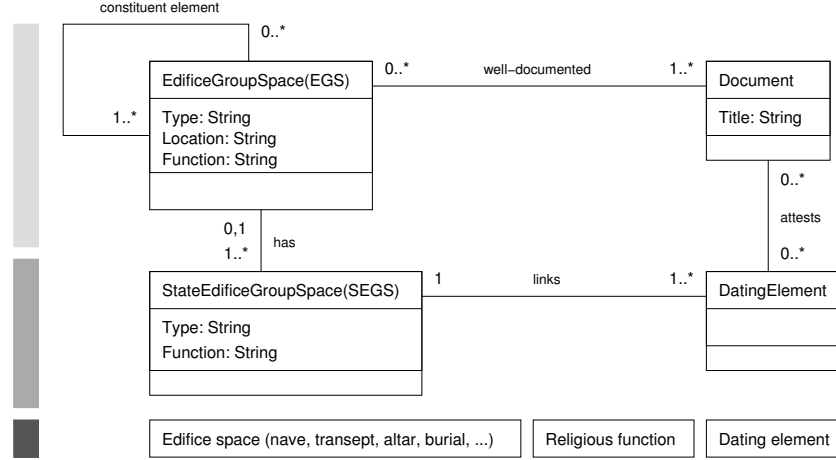 constituent element
0..*
EdificeGroupSpace(EGS)
0..*
well–documented
1..*
Document
1..*
Type: String
Location: String
Function: String
Title: String
0..*
attests
0..*
0,1
1..*
has
StateEdificeGroupSpace(SEGS)
1
links
1..*
DatingElement
Type: String
Function: String
Edifice space (nave, transept, altar, burial, ...)
Religious function
Dating element